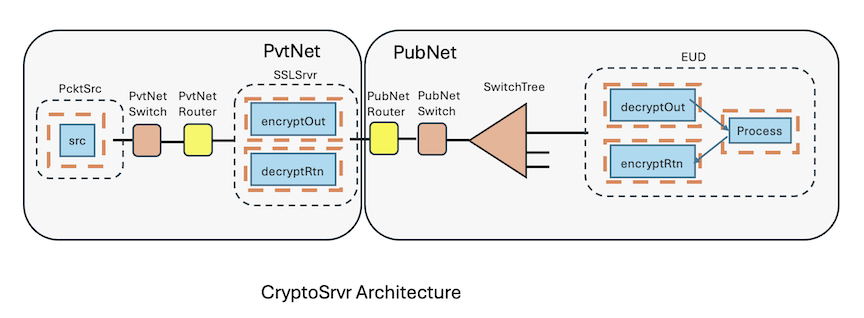 PvtNet
PubNet
PcktSrc
src
PvtNet
Switch
PvtNet
Router
SSLSrvr
encryptOut
decryptRtn
PubNet
Router
PubNet
Switch
SwitchTree
EUD
decryptOut
Process
encryptRtn
CryptoSrvr Architecture